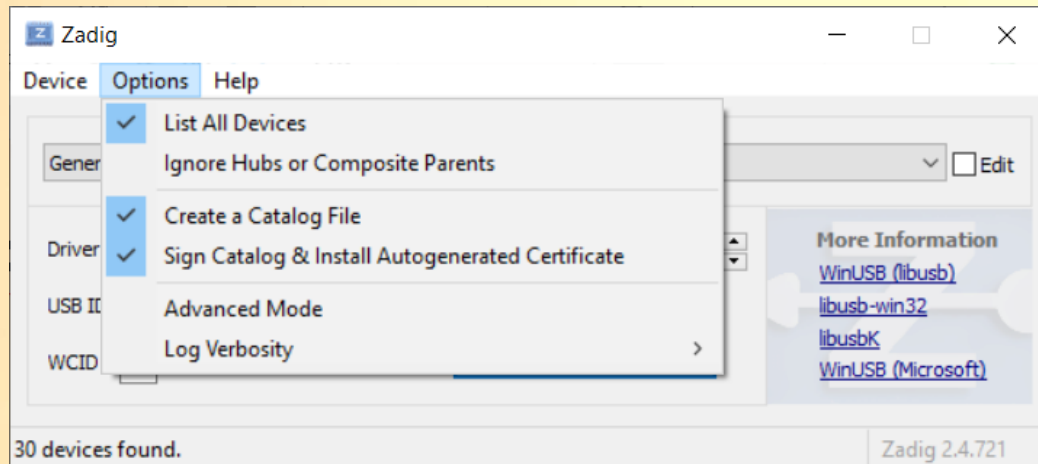 Zadig
Device Options Help
List All Devices
Ignore Hubs or Composite Parents
Create a Catalog File
Sign Catalog & Install Autogenerated Certificate
Advanced Mode
Log Verbosity
Gener
Edit
Driver
USB ID
WCID
More Information
WinUSB (libusb)
libusb-win32
libusbK
WinUSB (Microsoft)
30 devices found.
Zadig 2.4.721